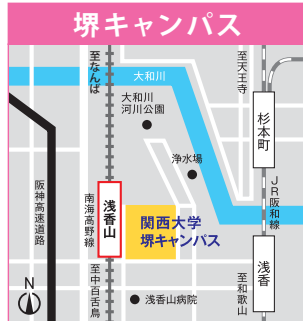 堺キャンパス
至なんば
大和川
至天王寺
大和川
河川公園
杉本町
浄水場
JR阪和線
阪神高速道路
南海高野線
浅香山
関西大学
堺キャンパス
浅香
至中百舌鳥
至和歌山
N
浅香山病院